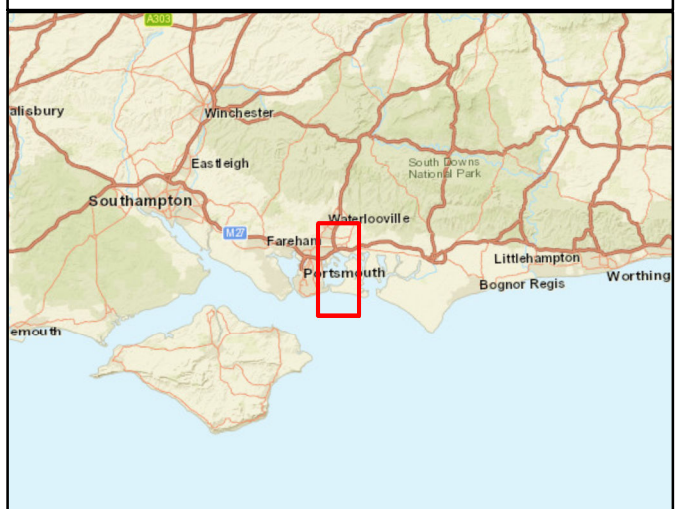 A303
alisbury
Winchester
Eastleigh
South Downs
National Park
Southampton
Waterlooville
M27
Fareham
Littlehampton
Portsmouth
Worthing
Bognor Regis
emouth